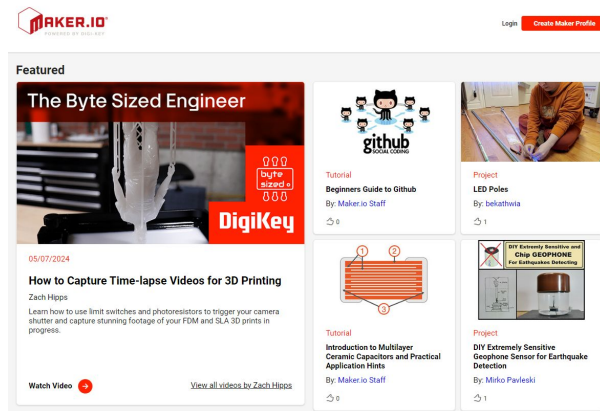 MAKER.IO
POWERED BY DIGI-KEY
Login
Create Maker Profile
Featured
The Byte Sized Engineer
byte
sized
DigiKey
05/07/2024
How to Capture Time-lapse Videos for 3D Printing
Zach Hipps
Learn how to use limit switches and photoresistors to trigger your camera
shutter and capture stunning footage of your FDM and SLA 3D prints in
progress.
Watch Video
View all videos by Zach Hipps
github
SOCIAL CODING
Tutorial
Beginners Guide to Github
By: Maker.io Staff
0
Project
LED Poles
By: bekathwia
1
1
2
3
Tutorial
Introduction to Multilayer
Ceramic Capacitors and Practical
Application Hints
By: Maker.io Staff
0
DIY Extremly Sensitive and
Chip GEOPHONE
For Eathquakes Detecting
Project
DIY Extremely Sensitive
Geophone Sensor for Earthquake
Detection
By: Mirko Pavleski
1